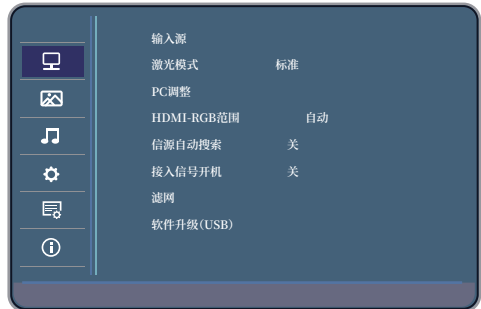 输入源
激光模式 标准
PC调整
HDMI-RGB范围 自动
信源自动搜索 关
接入信号开机 关
滤网
软件升级(USB)